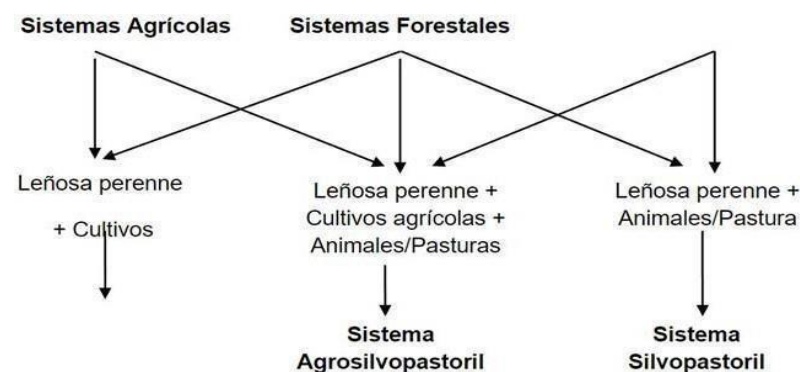 Sistemas Agrícolas
Sistemas Forestales
Leñosa perenne
+ Cultivos
Leñosa perenne +
Cultivos agrícolas +
Animales/Pasturas
Leñosa perenne +
Animales/Pastura
Sistema
Agrosilvopastoril
Sistema
Silvopastoril